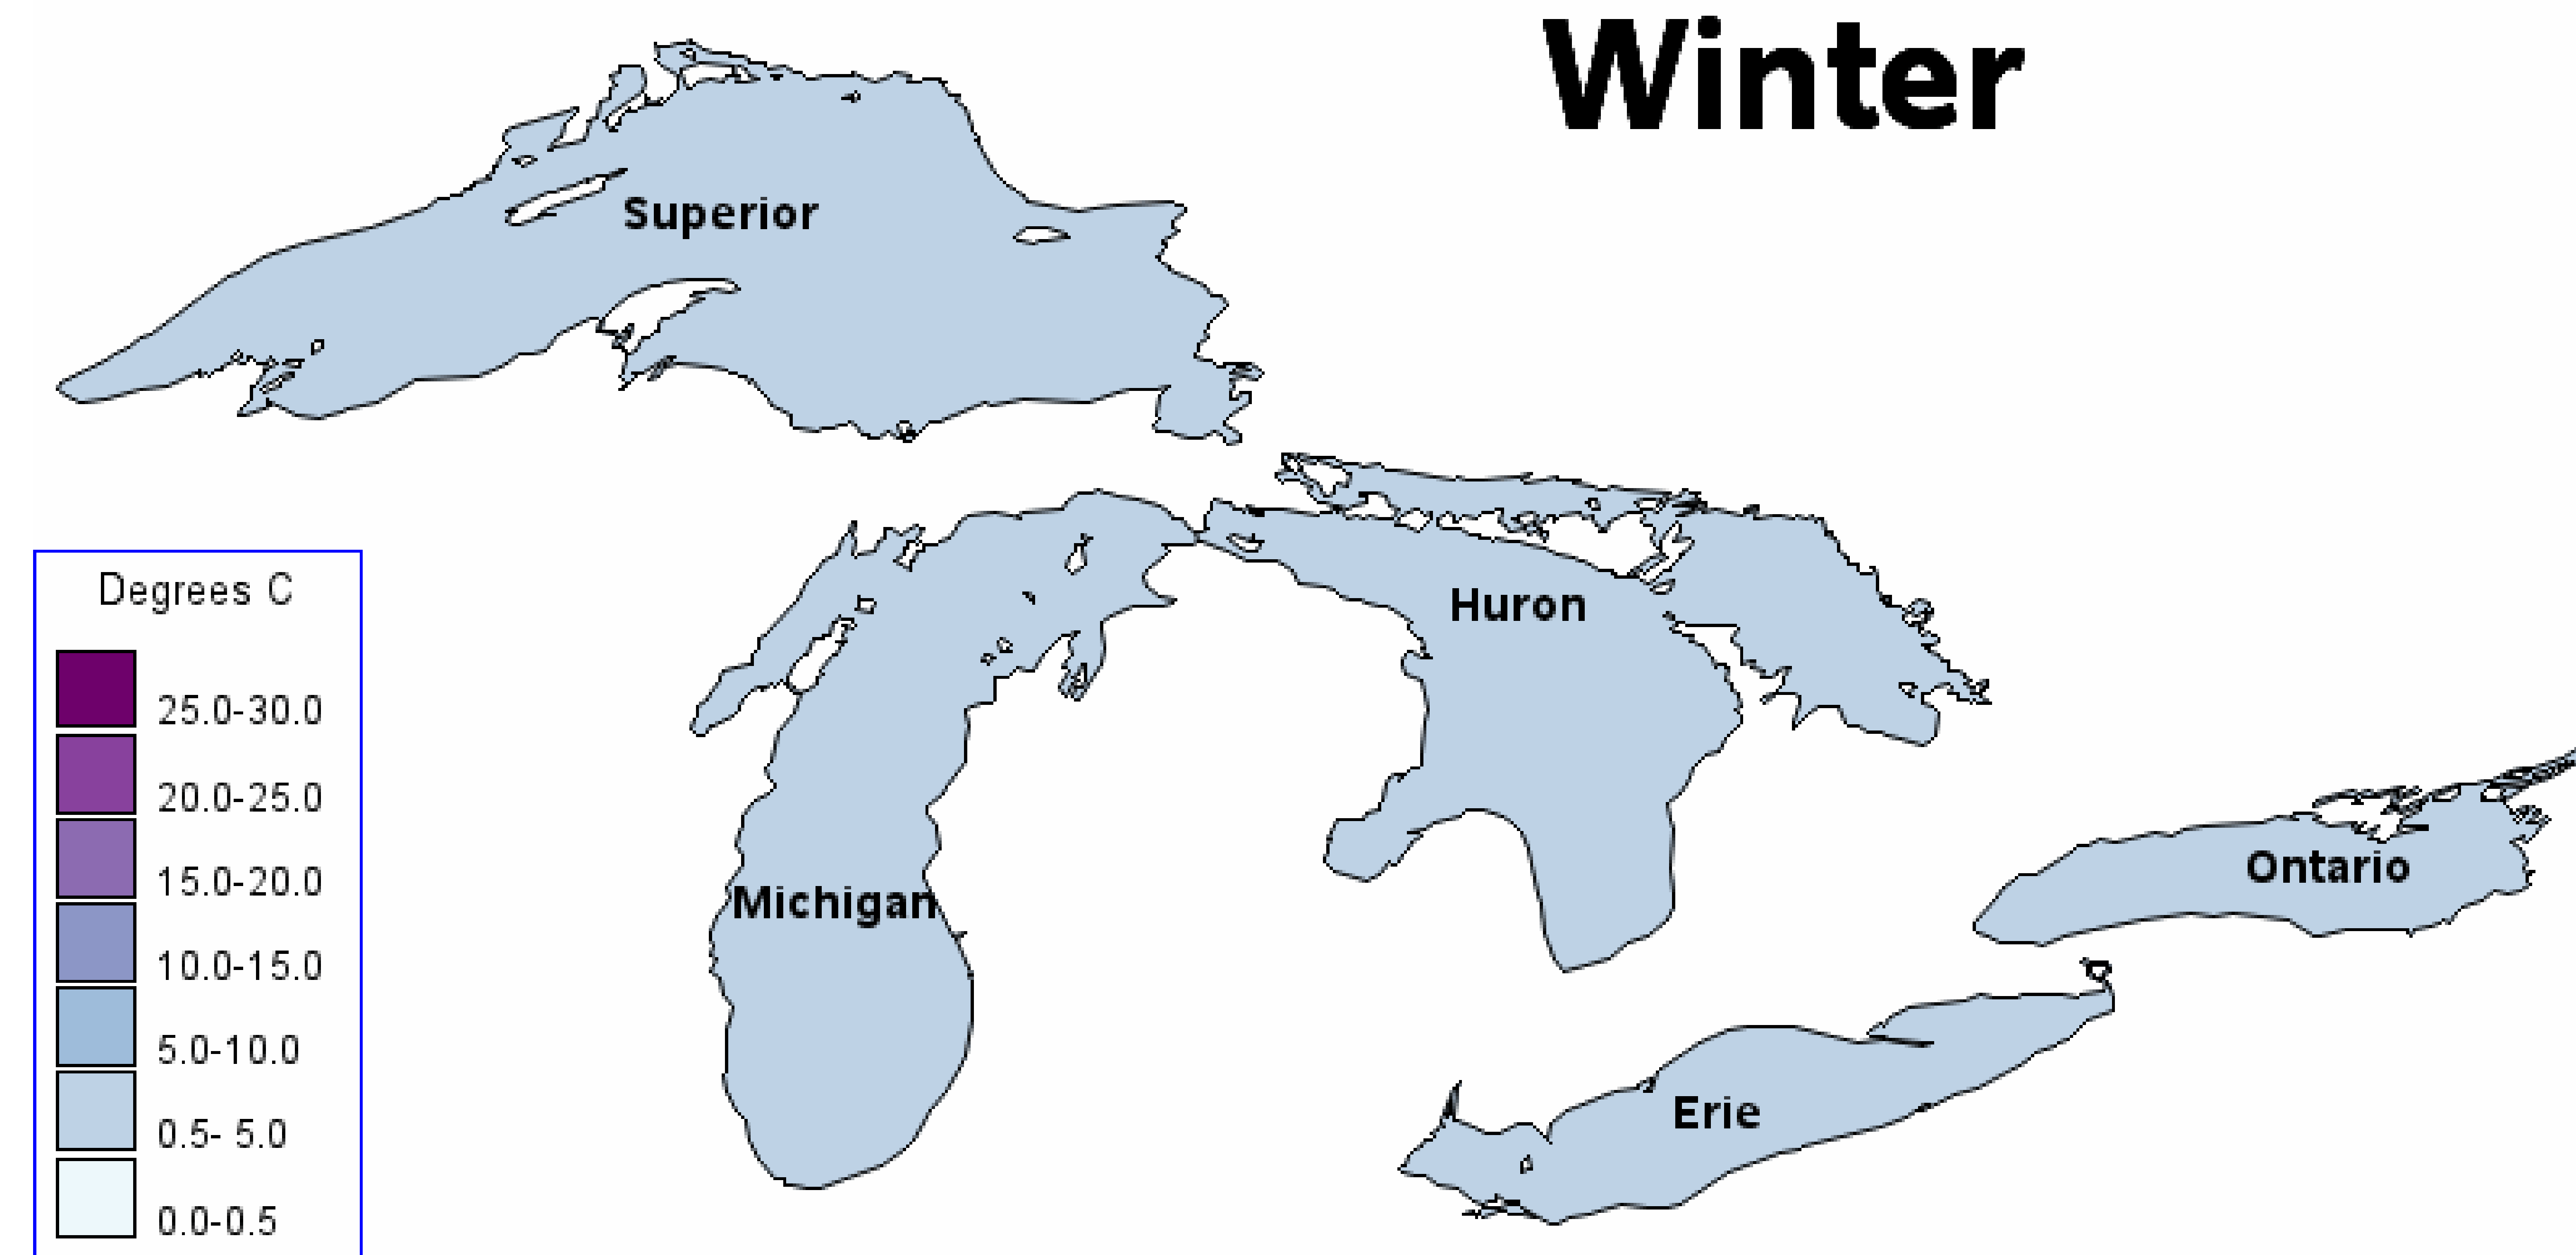 Winter
Superior
Huron
Michigan
Ontario
Erie
Degrees C
25.0-30.0
20.0-25.0
15.0-20.0
10.0-15.0
5.0-10.0
0.5- 5.0
0.0-0.5